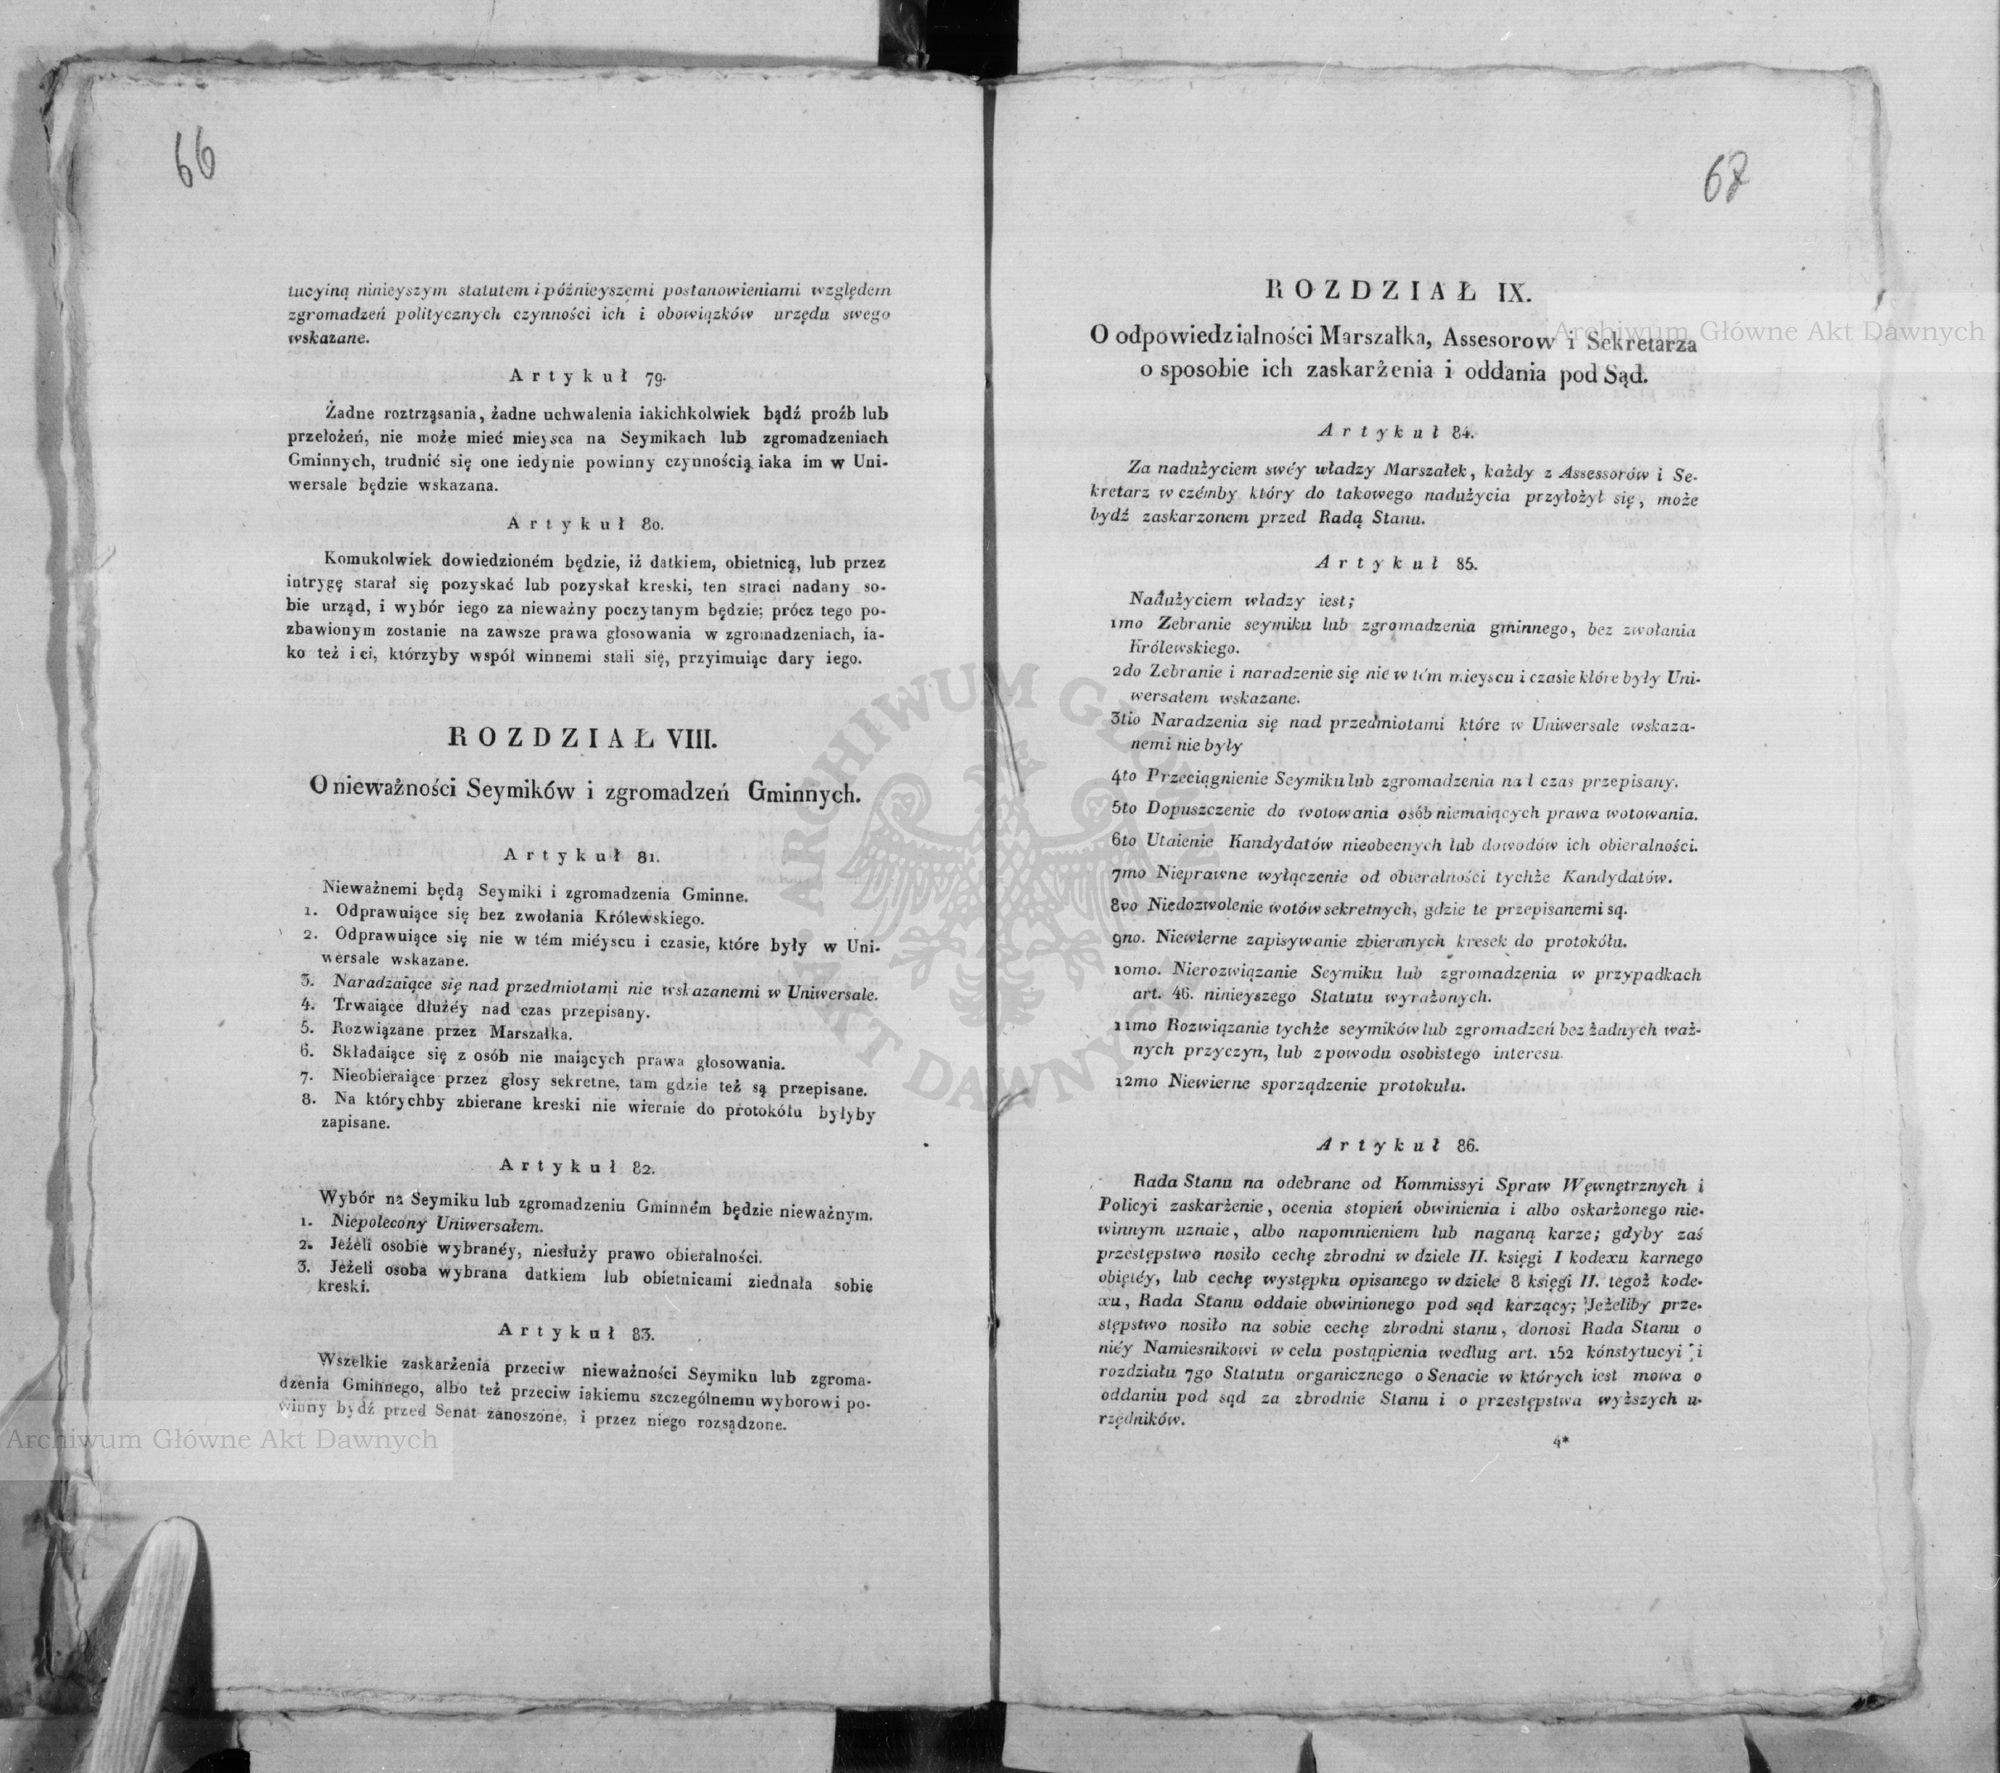 66
tucyiną ninieyszym statutem i późnieyszemi postanowieniami względem
zgromadzeń politycznych czynności ich i obowiązków urzędu swego
wskazane.
Artykuł 79.
Żadne roztrząsania, żadne uchwalenia iakichkolwiek bądź proźb lub
przełożeń, nie może mieć mieysca na Seymikach lub zgromadzeniach
Gminnych, trudnić się one iedynie powinny czynnością iaka im w Uni-
wersale będzie wskazana.
Artykuł 80.
Komukolwiek dowiedzioném będzie, iż datkiem, obietnicą, lub przez
intrygę starał się pozyskać lub pozyskał kreski, ten straci nadany so-
bie urząd, i wybór iego za nieważny poczytanym będzie; prócz tego po-
zbawionym zostanie na zawsze prawa głosowania w zgromadzeniach, ia-
ko też i ci, którzyby wspól winnemi stali się, przyimuiąc dary iego.
ROZDZIAŁ VIII.
O nieważności Seymików i zgromadzeń Gminnych.
Artykuł 81.
Nieważnemi będą Seymiki i zgromadzenia Gminne.
1. Odprawuiące się bez zwołania Królewskiego.
2. Odprawuiące się nie w tém miéyscu i czasie, które były w Uni-
wersale wskazane.
3. Naradzaiące się nad przedmiotami nie wskazanemi w Uniwersale.
4. Trwaiące dłużéy nad czas przepisany.
5. Rozwiązane przez Marszałka.
6. Składaiące się z osób nie maiących prawa głosowania.
7. Nieobieraiące przez głosy sekretne, tam gdzie też są przepisane.
8. Na którychby zbierane kreski nie wiernie do protokółu byłyby
zapisane.
Artykuł 82.
Wybór na Seymiku lub zgromadzeniu Gminném będzie nieważnym.
1. Niepolecony Uniwersałem.
2. Jeżeli osobie wybranéy, niesłuży prawo obieralności.
3. Jeżeli osoba wybrana datkiem lub obietnicami ziednała sobie
kreski.
Artykuł 83.
Wszelkie zaskarżenia przeciw nieważności Seymiku lub zgroma-
dzenia Gminnego, albo też przeciw iakiemu szczególnemu wyborowi po-
winny bydź przed Senat zanoszone, i przez niego rozsądzone.
Archiwum Główne Akt Dawnych
67
ROZDZIAŁ IX.
Archiwum Główne Akt Dawnych
O odpowiedzialności Marszałka, Assesorow i Sekretarza
o sposobie ich zaskarżenia i oddania pod Sąd.
Artykuł 84.
Za nadużyciem swéy władzy Marszałek, każdy z Assessorów i Se-
kretarz w czémby który do takowego nadużycia przyłożył się, może
bydź zaskarzonem przed Radą Stanu.
Artykuł 85.
Nadużyciem władzy iest;
1mo Zebranie seymiku lub zgromadzenia gminnego, bez zwołania
Królewskiego.
2do Zebranie i naradzenie się nie w tém mieyscu i czasie które były Uni-
wersałem wskazane.
3tio Naradzenia się nad przedmiotami które w Uniwersale wskaza-
nemi nie były
4to Przeciągnienie Seymiku lub zgromadzenia nad czas przepisany.
5to Dopuszczenie do wotowania osób niemaiących prawa wotowania.
6to Utaienie Kandydatów nieobecnych lub dowodów ich obieralności.
7mo Nieprawne wyłączenie od obieralności tychże Kandydatów.
8vo Niedozwolenie wotów sekretnych, gdzie te przepisanemi są.
9no. Niewierne zapisywanie zbieranych kresek do protokółu.
10mo. Nierozwiązanie Seymiku lub zgromadzenia w przypadkach
art. 46. ninieyszego Statutu wyrażonych.
11mo Rozwiązanie tychże seymików lub zgromadzeń bez żadnych waż-
nych przyczyn, lub z powodu osobistego interesu.
12mo Niewierne sporządzenie protokułu.
Artykuł 86.
Rada Stanu na odebrane od Kommissyi Spraw Węwnętrznych i
Policyi zaskarżenie, ocenia stopień obwinienia i albo oskarżonego nie-
winnym uznaie, albo napomnieniem lub naganą karze; gdyby zaś
przestępstwo nosiło cechę zbrodni w dziele II. księgi I kodexu karnego
obiętéy, lub cechę występku opisanego w dziele 8 księgi II. tegoż kode-
xu, Rada Stanu oddaie obwinionego pod sąd karzący; Jeżeliby prze-
stępstwo nosiło na sobie cechę zbrodni stanu, donosi Rada Stanu o
niéy Namiesnikowi w celu postąpienia według art. 152 kónstytucyi i
rozdziału 7go Statutu organicznego o Senacie w których iest mowa o
oddaniu pod sąd za zbrodnie Stanu i o przestępstwa wyższych u-
rzędników.
4*
ARCHIWUM GŁÓWNE AKT DAWNYCH